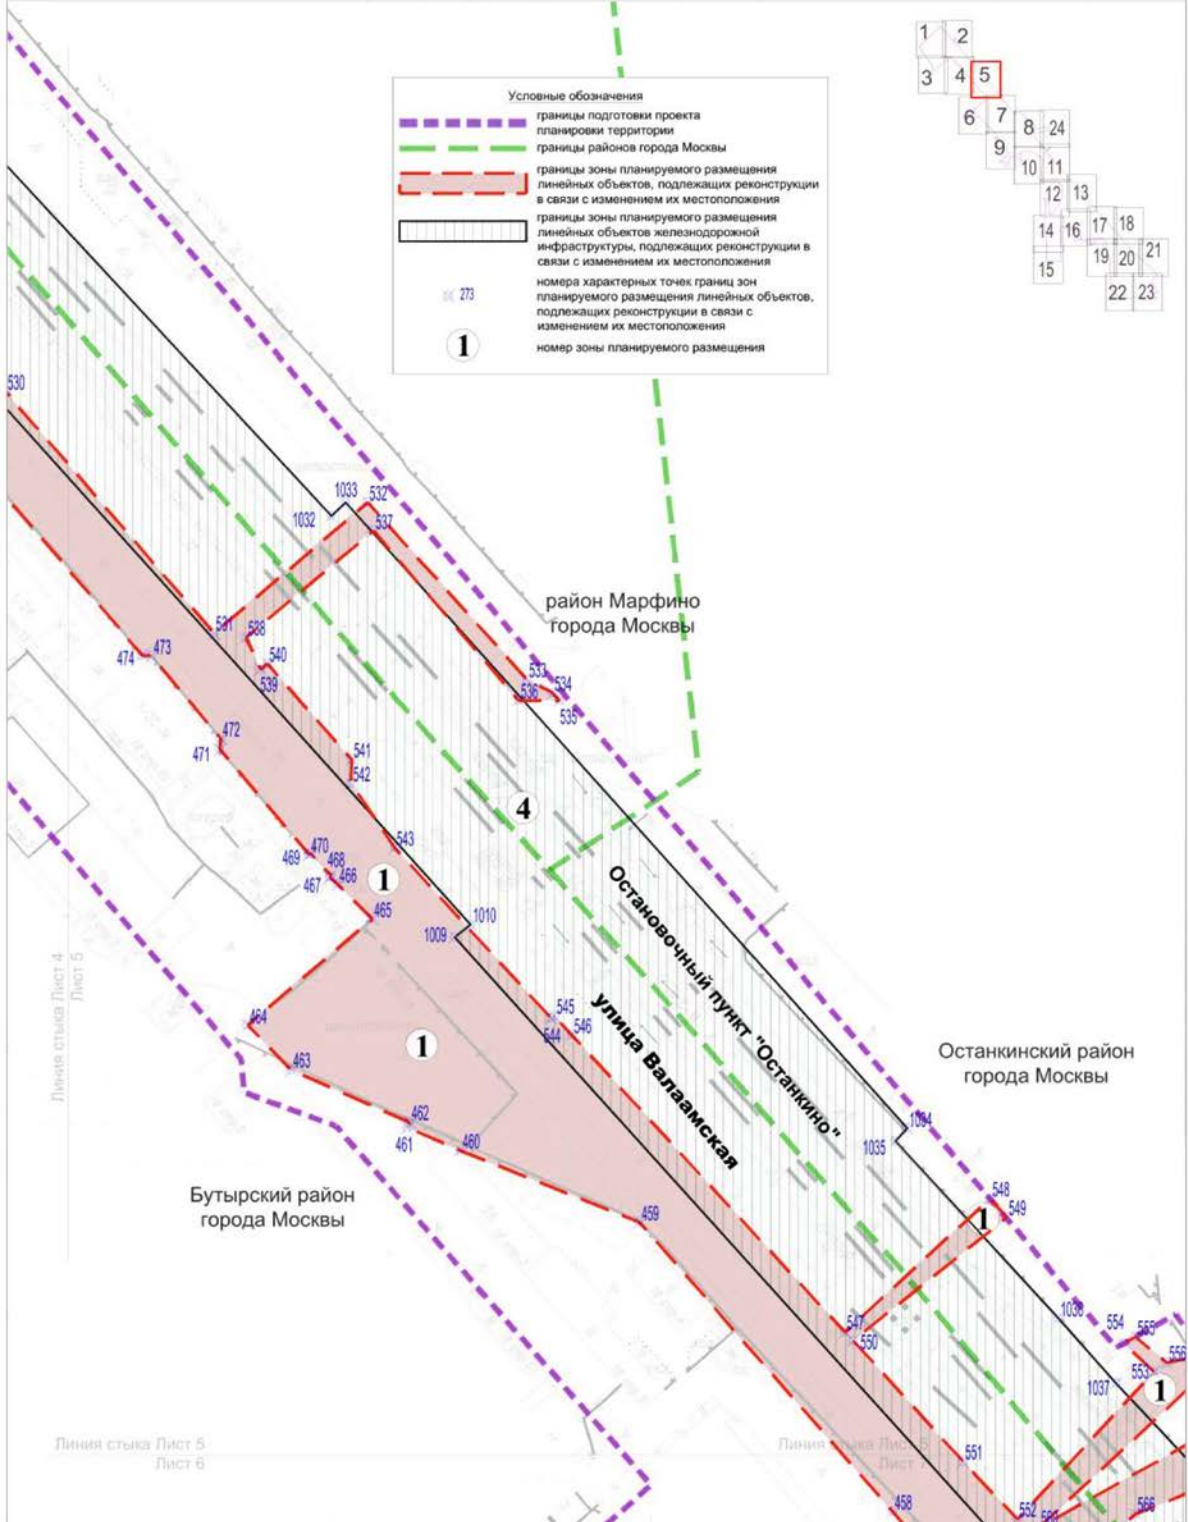 Условные обозначения
границы подготовки проекта
планировки территории
границы районов города Москвы
границы зоны планируемого размещения
линейных объектов, подлежащих реконструкции
в связи с изменением их местоположения
границы зоны планируемого размещения
линейных объектов железнодорожной
инфраструктуры, подлежащих реконструкции в
связи с изменением их местоположения
273
номера характерных точек границ зон
планируемого размещения линейных объектов,
подлежащих реконструкции в связи с
изменением их местоположения
1
номер зоны планируемого размещения
1 2
3 4 5
6 7
8 24
9
10 11
12 13
14 16 17 18
15 19 20 21
22 23
530
1033 532
1032 537
район Марфино
города Москвы
531 538
540
539
474 473
533 534
536
535
472
471
541
542
4
543
470
469 468
467 466
1
465
1010
1009
Остановочный пункт "Останкино"
улица Валаамская
Линия стыка Лист 4
Лист 5
545
544 546
464
1
463
Останкинский район
города Москвы
462
461 460
1034
1035
Бутырский район
города Москвы
459
548
1 549
547
550
1036
554 555
556
553
1037
1
Линия стыка Лист 5
Лист 6
Линия стыка Лист 5
551
458
552
566